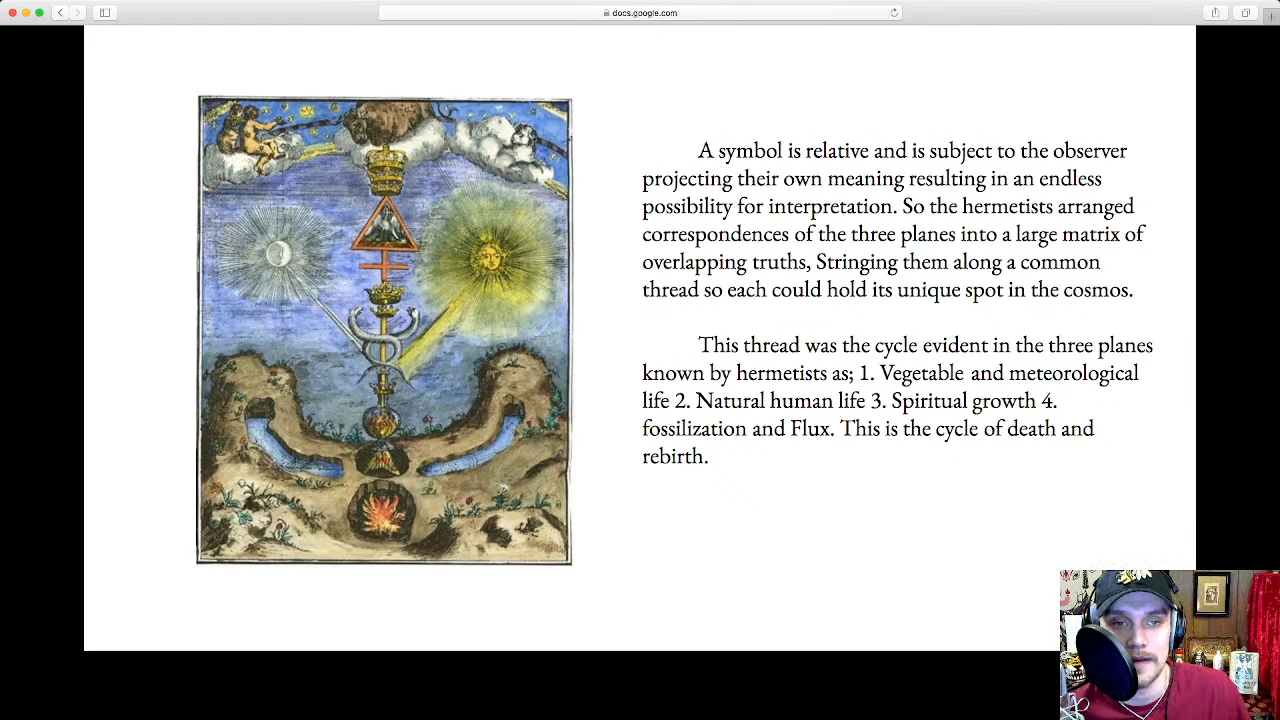 docs.google.com
A symbol is relative and is subject to the observer
projecting their own meaning resulting in an endless
possibility for interpretation. So the hermetists arranged
correspondences of the three planes into a large matrix of
overlapping truths, Stringing them along a common
thread so each could hold its unique spot in the cosmos.
This thread was the cycle evident in the three planes
known by hermetists as; 1. Vegetable and meteorological
life 2. Natural human life 3. Spiritual growth 4.
fossilization and Flux. This is the cycle of death and
rebirth.